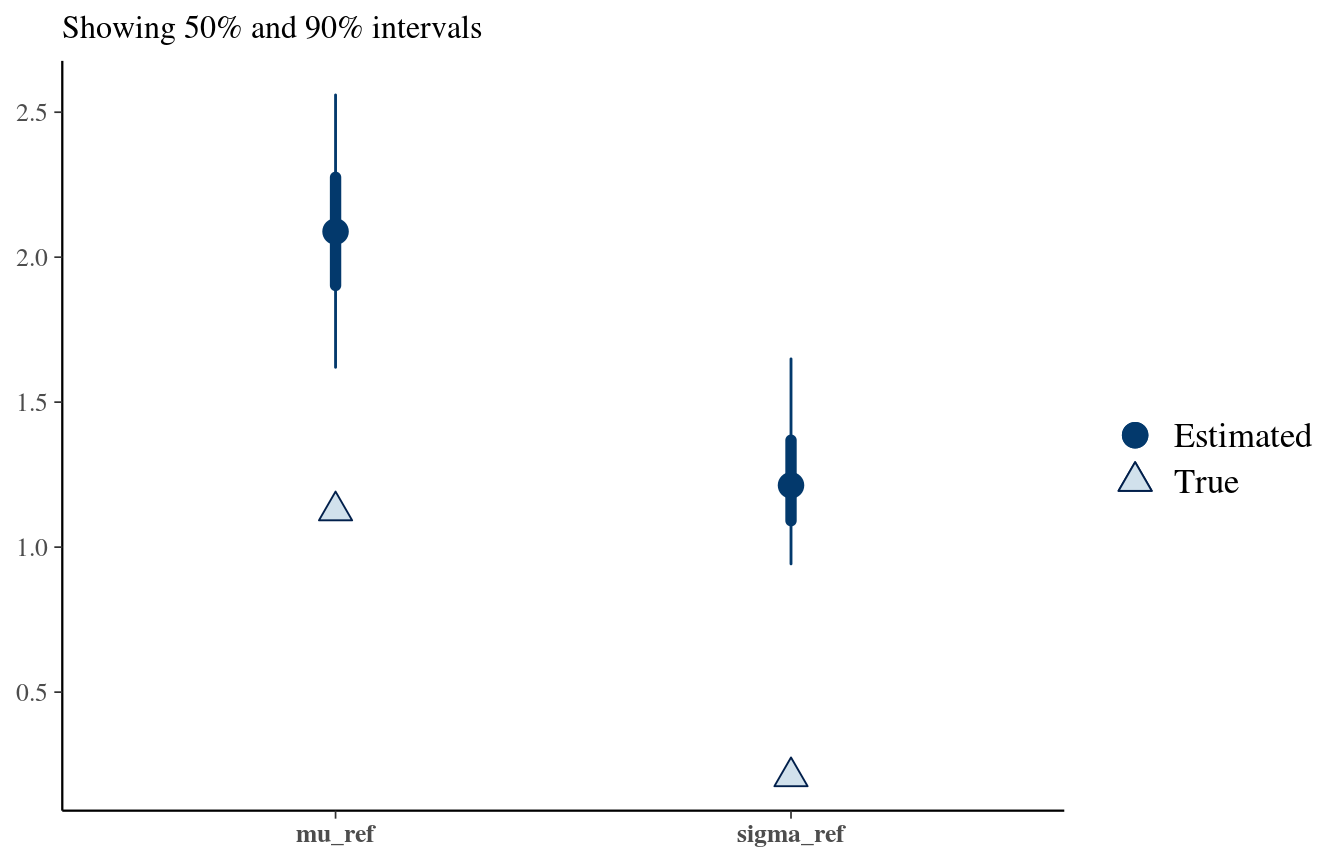 Showing 50% and 90% intervals
2.5
2.0
1.5
1.0
0.5
mu_ref
sigma_ref
Estimated
True